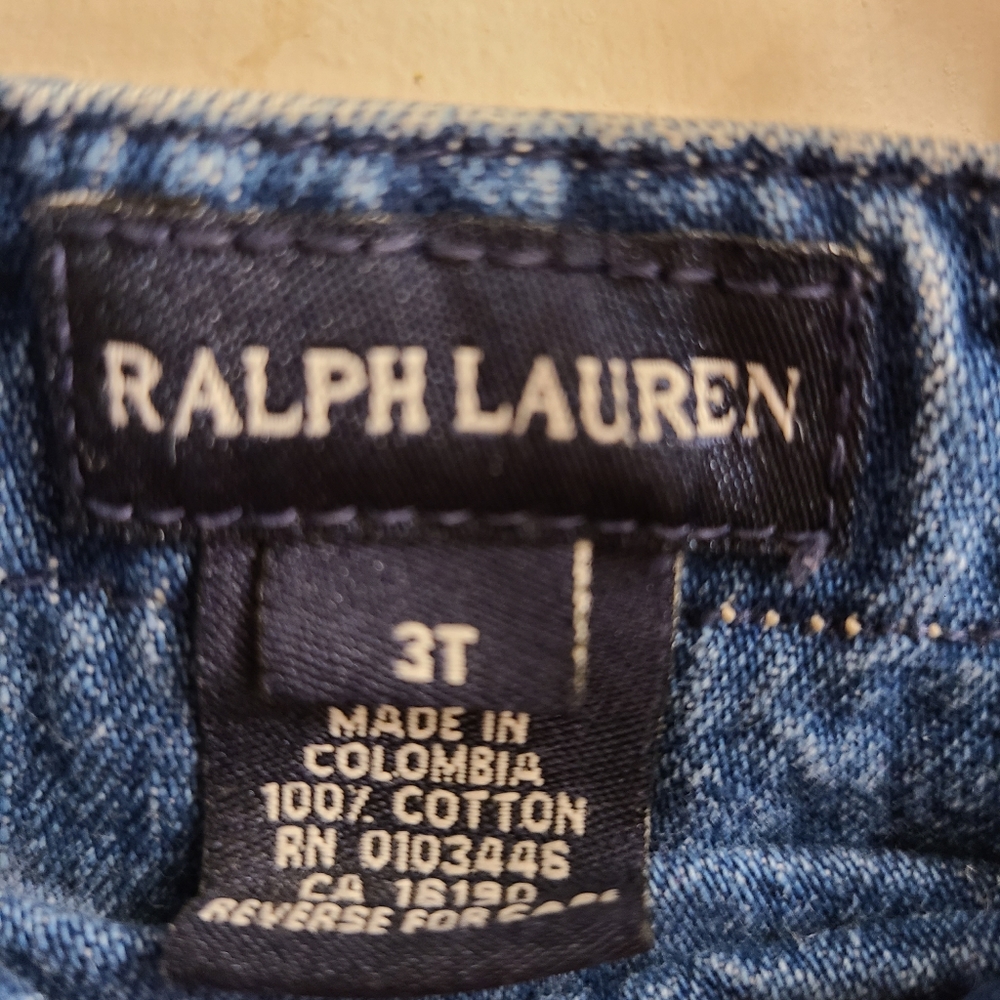 RALPH LAUREN
3T
MADE IN
COLOMBIA
100% COTTON
RN 0103446
CA 16190
REVERSE FOR